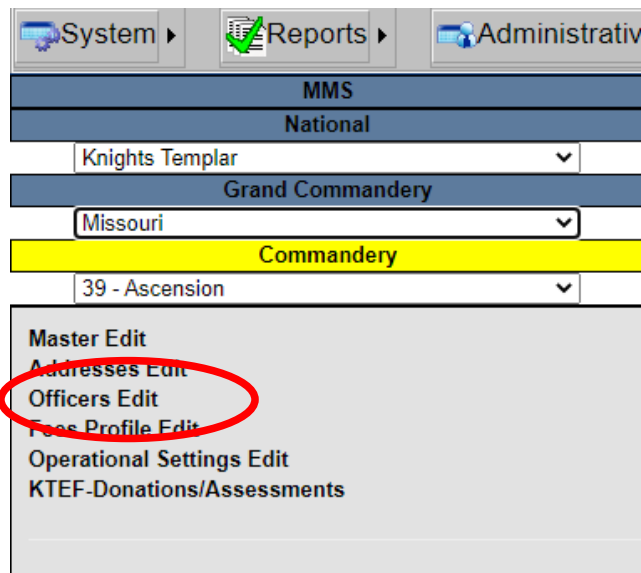 System Reports Administrativ
MMS
National
Knights Templar
Grand Commandery
Missouri
Commandery
39 - Ascension
Master Edit
Addresses Edit
Officers Edit
Fees Profile Edit
Operational Settings Edit
KTEF-Donations/Assessments